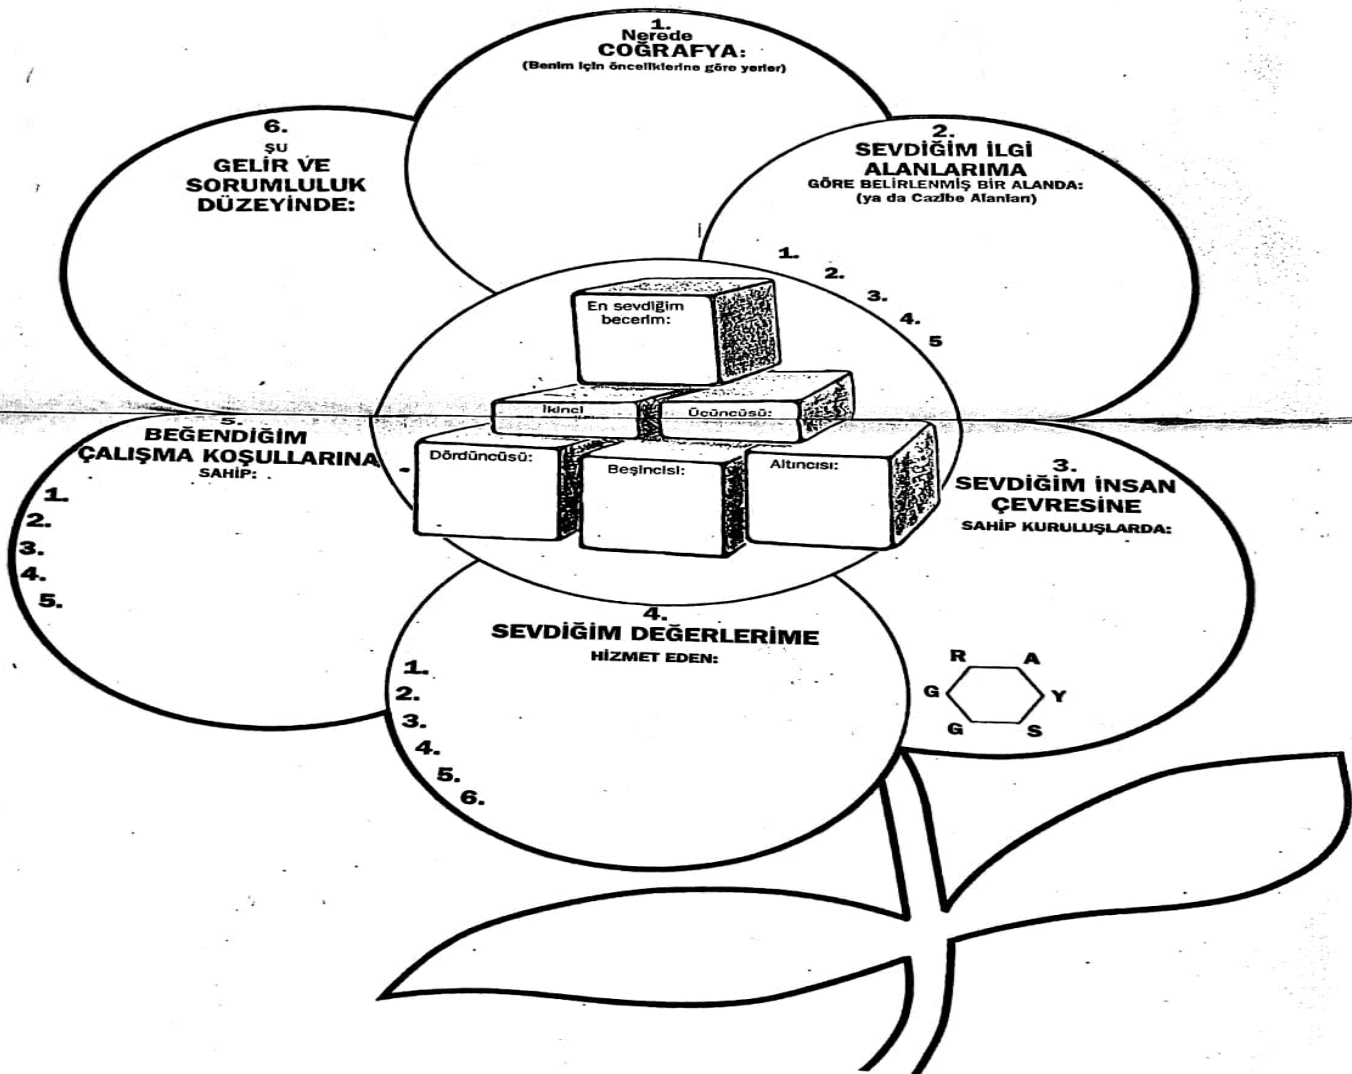 1.
Nerede
COĞRAFYA:
(Benim için önceliklerine göre yerler)
2.
SEVDİĞİM İLGİ
ALANLARIMA
GÖRE BELİRLENMİŞ BİR ALANDA:
(ya da Cazibe Alanları)
1.
2.
3.
4.
5
3.
SEVDİĞİM İNSAN
ÇEVRESİNE
SAHİP KURULUŞLARDA:
R A
G Y
G S
4.
SEVDİĞİM DEĞERLERİME
HİZMET EDEN:
1.
2.
3.
4.
5.
6.
5.
BEĞENDİĞİM
ÇALIŞMA KOŞULLARINA
SAHİP:
1.
2.
3.
4.
5.
6.
ŞU
GELİR VE
SORUMLULUK
DÜZEYİNDE:
En sevdiğim
becerim:
İkinci
Üçüncüsü:
Dördüncüsü:
Beşincisi:
Altıncısı: